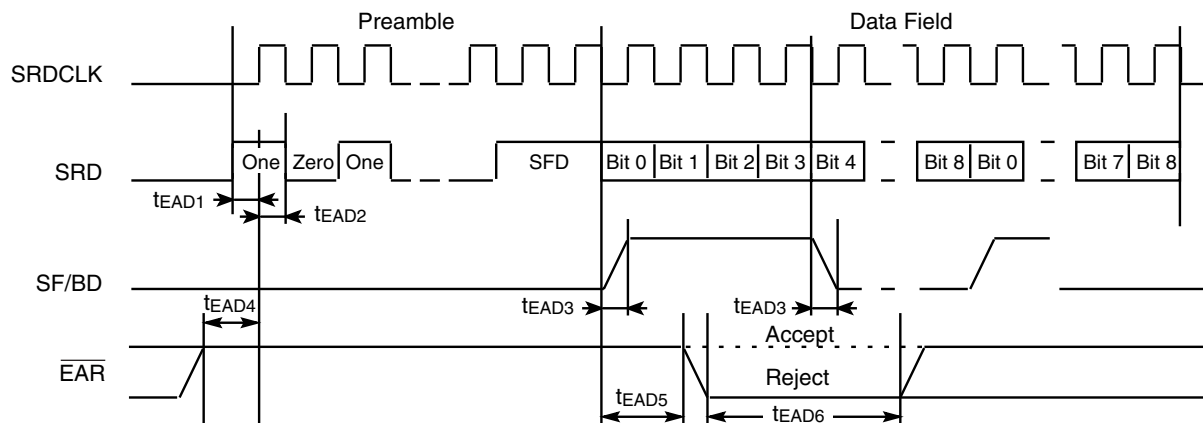 Preamble Data Field
SRDCLK
SRD One Zero One SFD Bit 0 Bit 1 Bit 2 Bit 3 Bit 4 Bit 8 Bit 0 Bit 7 Bit 8
tEAD1
tEAD2
SF/BD
tEAD4 tEAD3 tEAD3
Accept
EAR
Reject
tEAD5 tEAD6